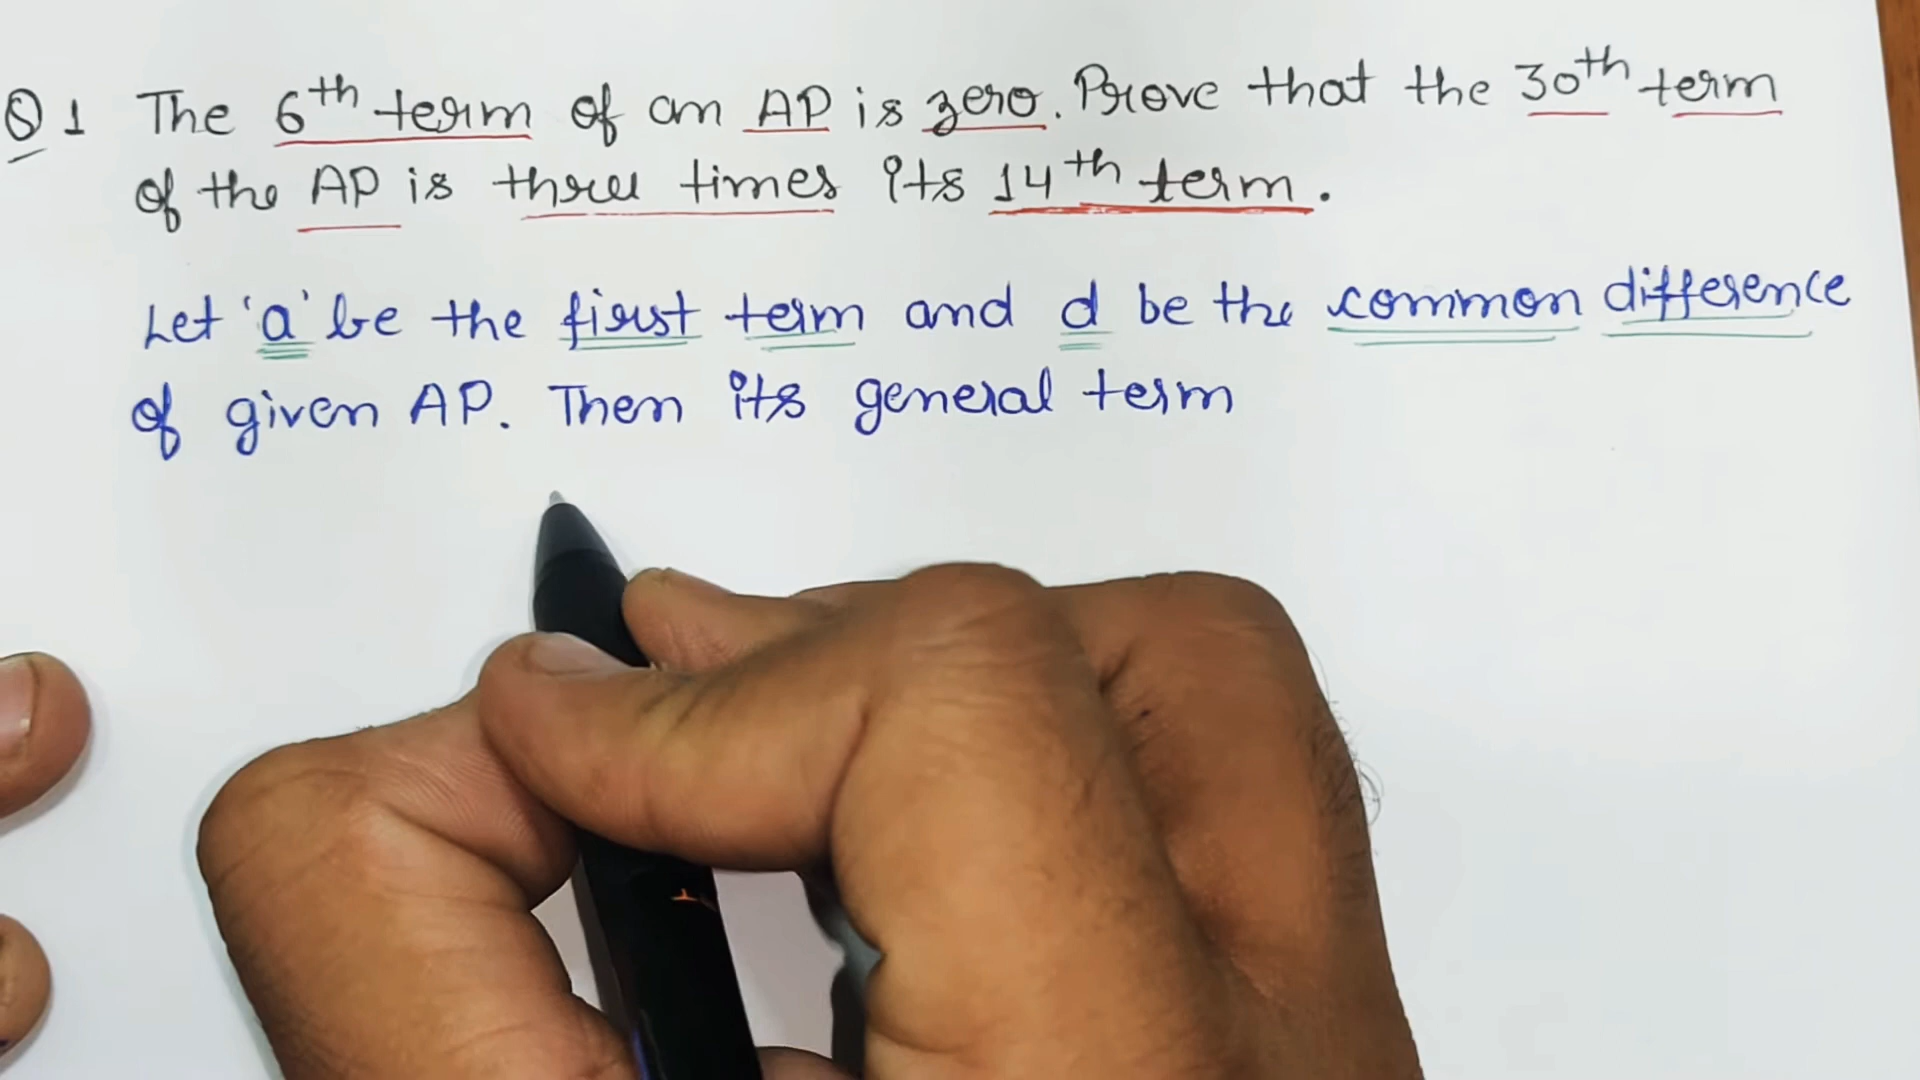 Q1 The 6th term of an AP is zero. Prove that the 30th term
of the AP is three times its 14th term.
Let 'a' be the first term and d be the common difference
of given AP. Then its general term